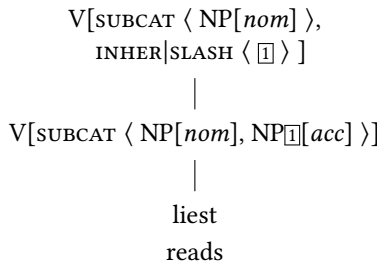 V[SUBCAT ⟨ NP[nom] ⟩,
INHER|SLASH ⟨ 1 ⟩ ]
V[SUBCAT ⟨ NP[nom], NP1[acc] ⟩]
liest
reads